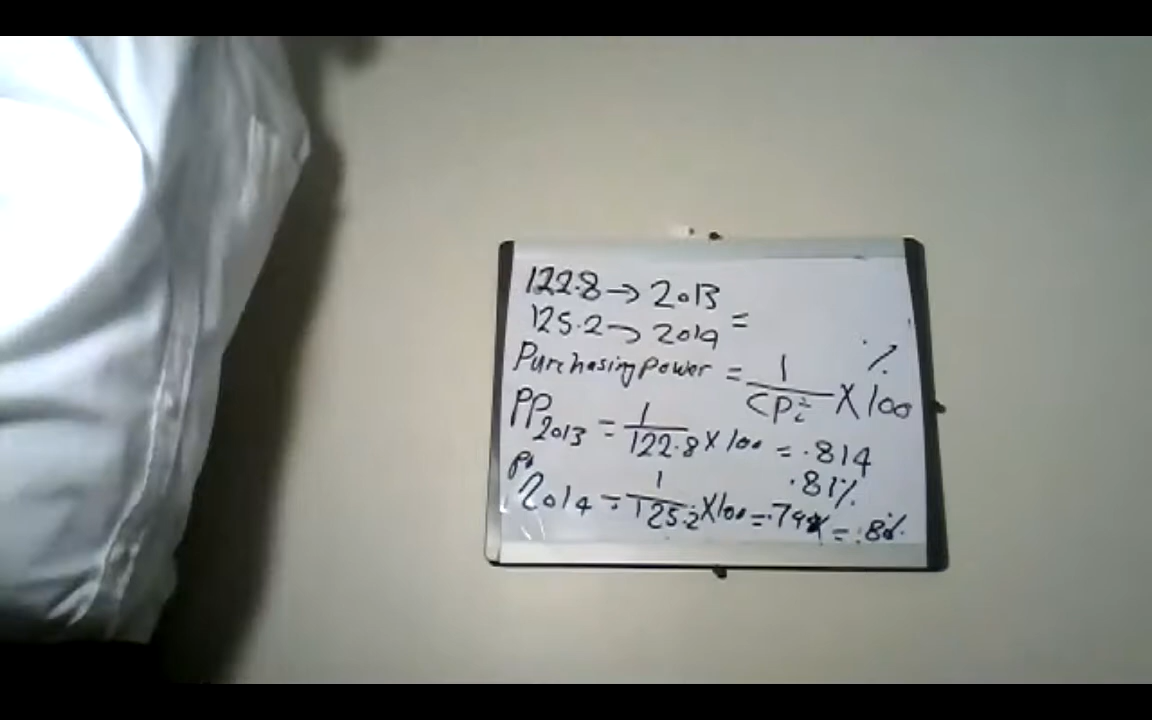 122.8 → 2013
125.2 → 2014 =
Purchasing Power = 1 / CPI × 100 %
PP2013 = 1 / 122.8 × 100 = .814
.81%
2014 = 1 / 125.2 × 100 = .79 = .8%